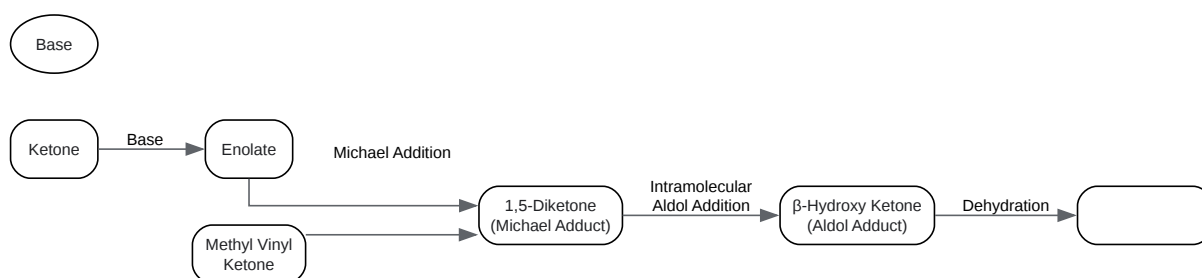 Base
Ketone
Base
Enolate
Michael Addition
Methyl Vinyl
Ketone
1,5-Diketone
(Michael Adduct)
Intramolecular
Aldol Addition
β-Hydroxy Ketone
(Aldol Adduct)
Dehydration